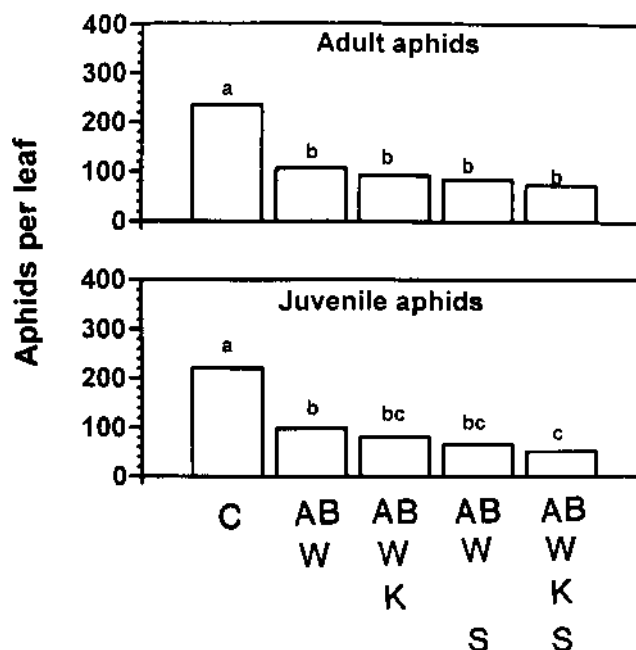 Aphids per leaf
400
Adult aphids
300
a
200
b b b b
100
0
400
Juvenile aphids
300
a
200
b bc bc c
100
0
C AB AB AB AB
W W W W
K K
S S